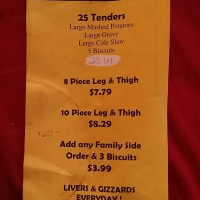 25 Tenders
Large Mashed Potatoes
Large Gravy
Large Cole Slaw
5 Biscuits
8 Piece Leg & Thigh
$7.79
10 Piece Leg & Thigh
$8.29
Add any Family Side
Order & 3 Biscuits
$3.99
LIVERS & GIZZARDS
EVERYDAY !